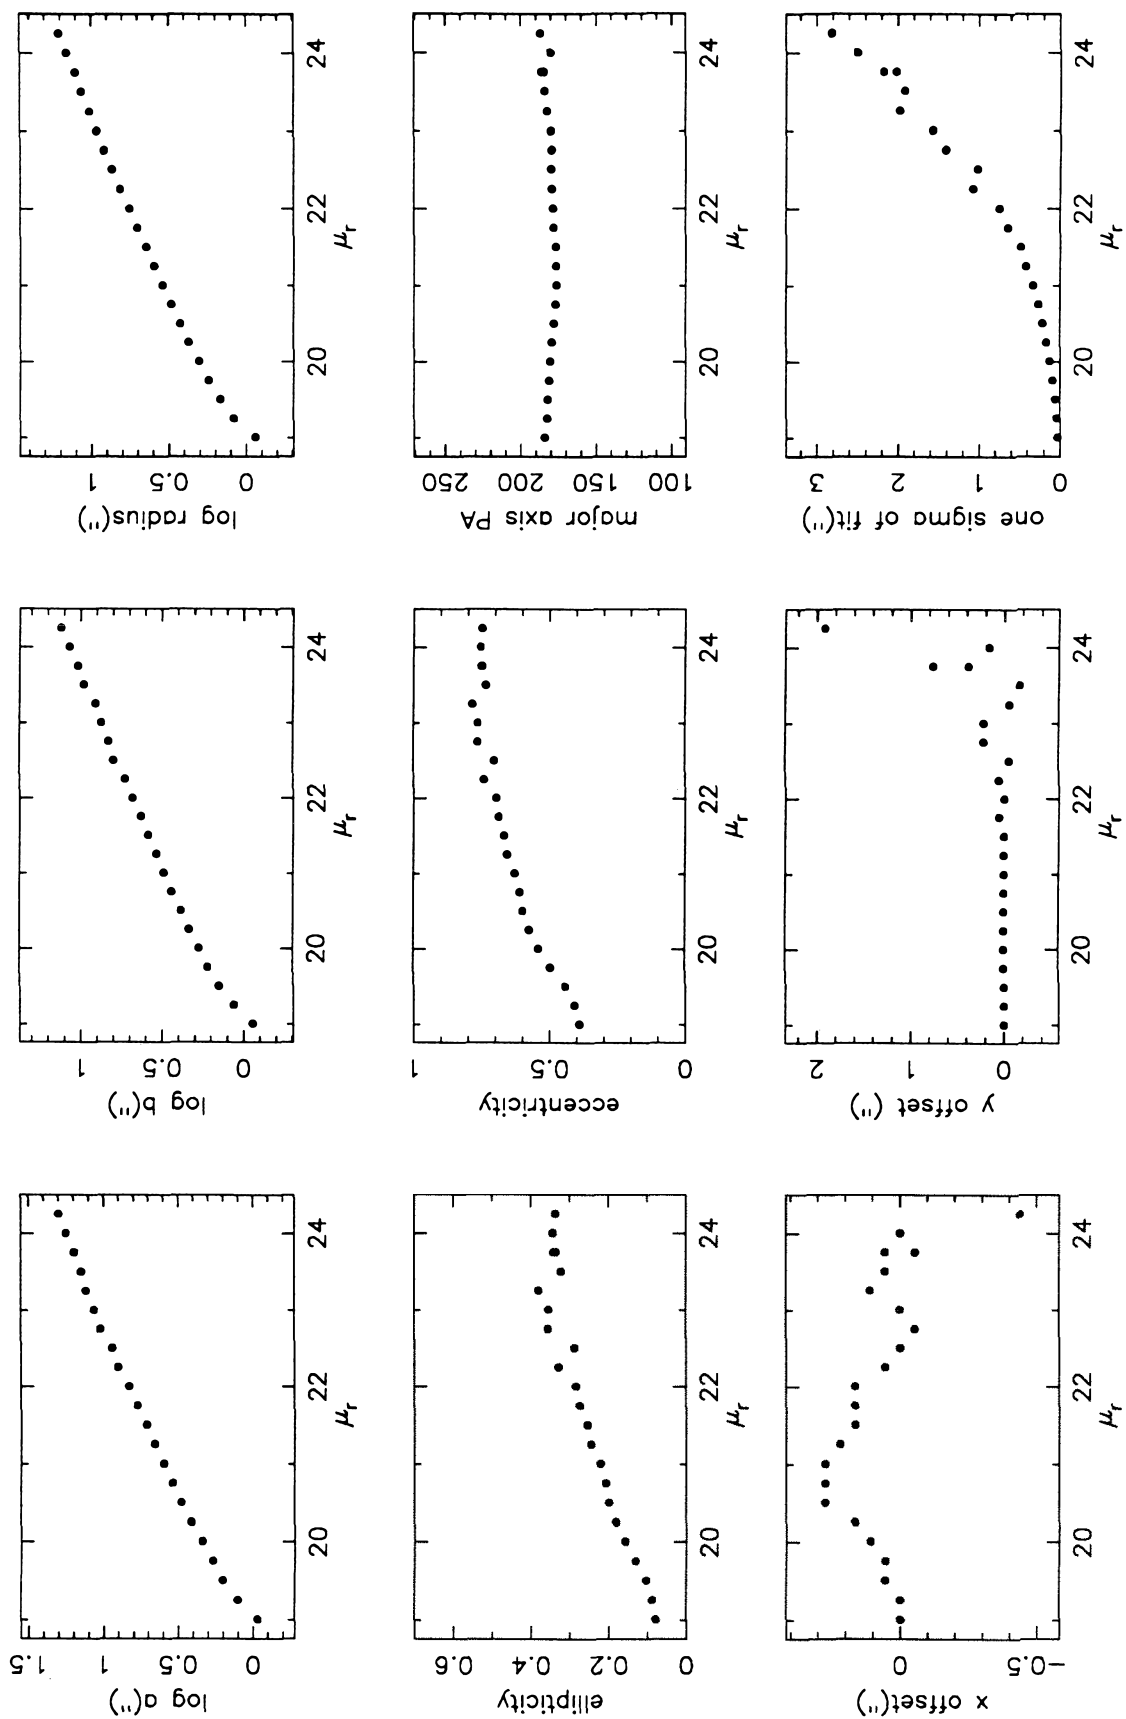 log a('')
1.5
1
0.5
0
20 22 24
μr
log b('')
1
0.5
0
20 22 24
μr
log radius('')
1
0.5
0
20 22 24
μr
ellipticity
0.6
0.4
0.2
0
20 22 24
μr
eccentricity
1
0.5
0
20 22 24
μr
major axis PA
250
200
150
100
20 22 24
μr
x offset('')
0
-0.5
20 22 24
μr
y offset ('')
2
1
0
20 22 24
μr
one sigma of fit('')
3
2
1
0
20 22 24
μr